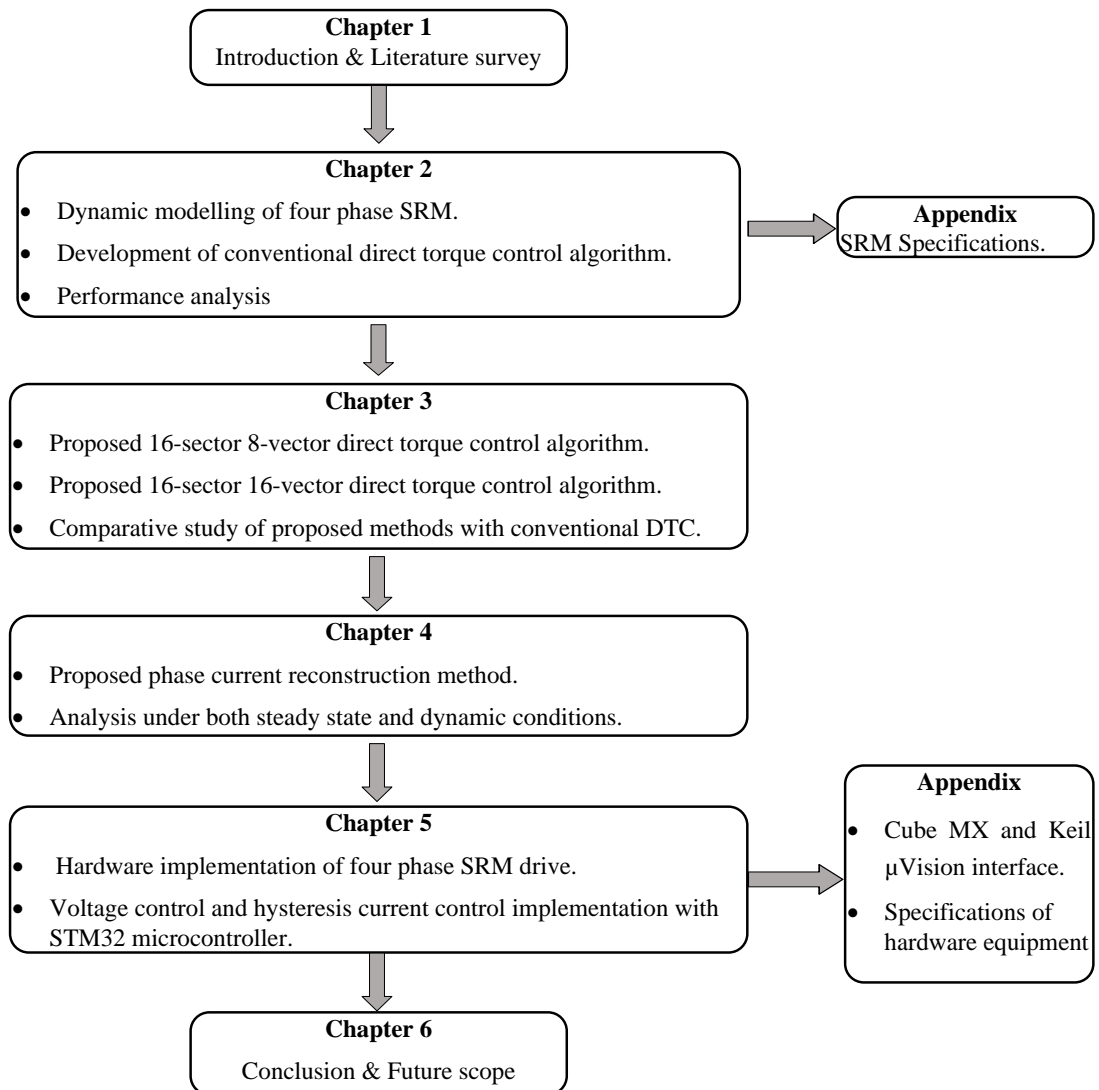 Chapter 1
Introduction & Literature survey
Chapter 2
• Dynamic modelling of four phase SRM.
• Development of conventional direct torque control algorithm.
• Performance analysis
Appendix
SRM Specifications.
Chapter 3
• Proposed 16-sector 8-vector direct torque control algorithm.
• Proposed 16-sector 16-vector direct torque control algorithm.
• Comparative study of proposed methods with conventional DTC.
Chapter 4
• Proposed phase current reconstruction method.
• Analysis under both steady state and dynamic conditions.
Chapter 5
• Hardware implementation of four phase SRM drive.
• Voltage control and hysteresis current control implementation with
STM32 microcontroller.
Appendix
• Cube MX and Keil
µVision interface.
• Specifications of
hardware equipment
Chapter 6
Conclusion & Future scope